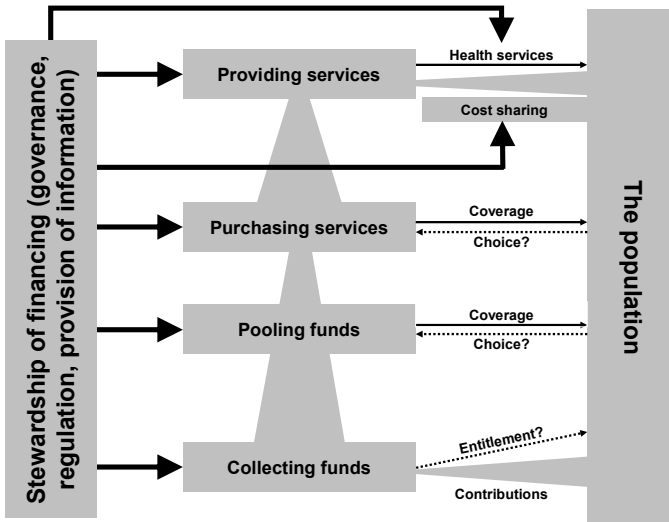 Stewardship of financing (governance,
regulation, provision of information)
Providing services
Health services
Cost sharing
Purchasing services
Coverage
Choice?
Pooling funds
Coverage
Choice?
Collecting funds
Entitlement?
Contributions
The population